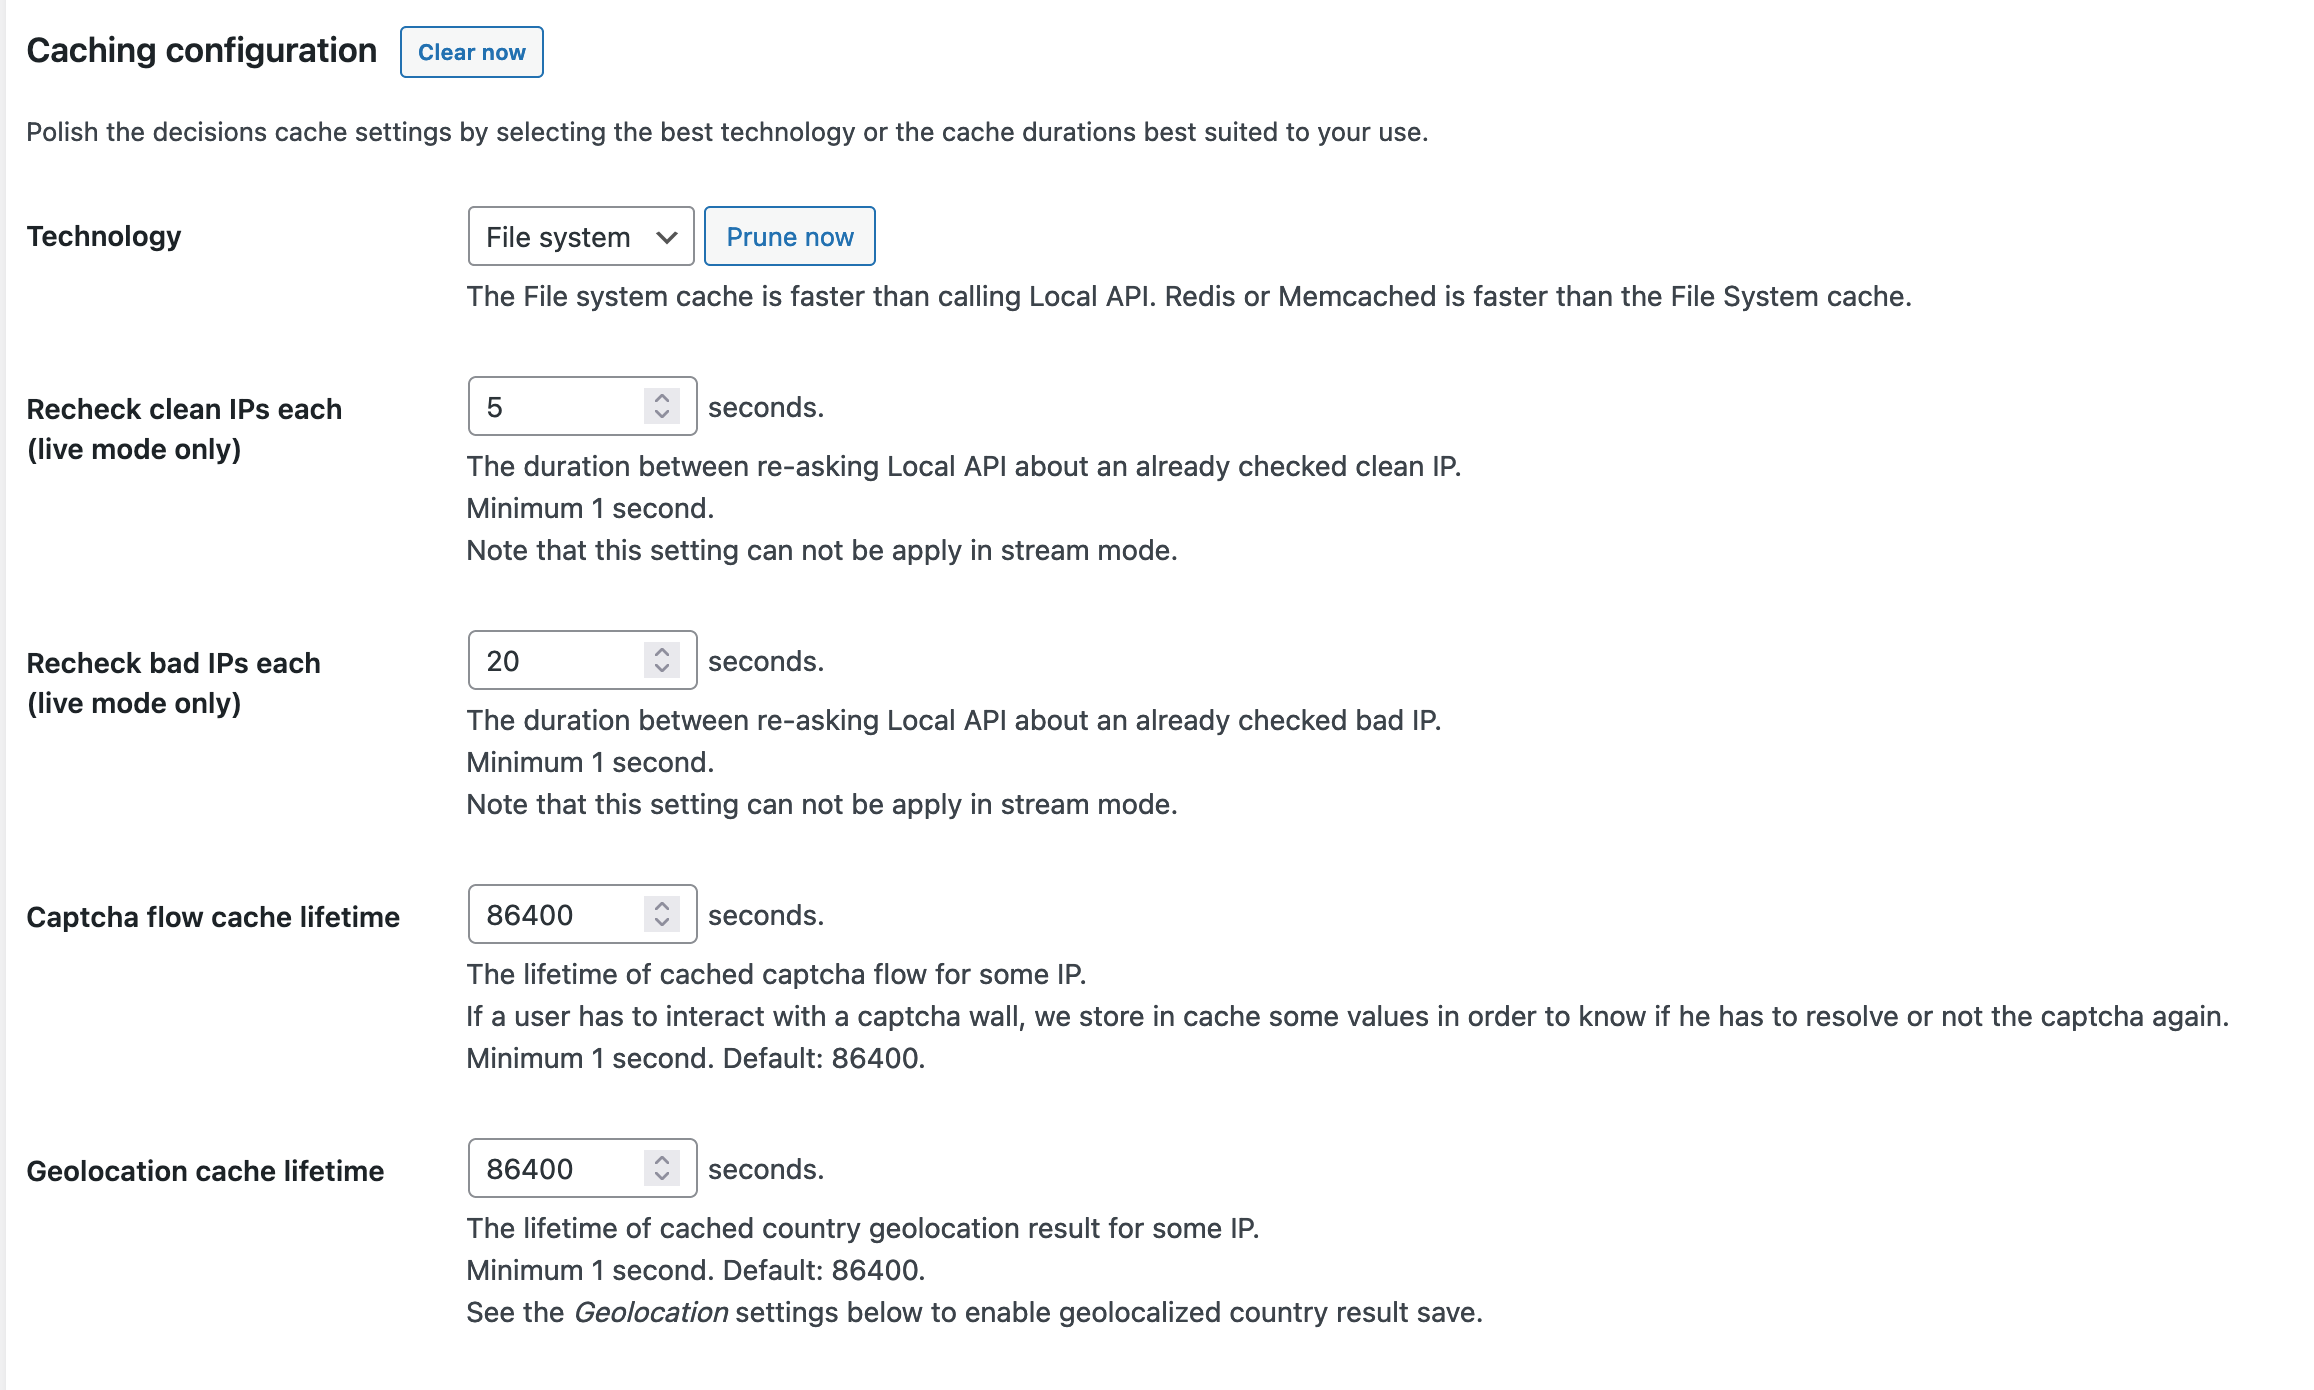 Caching configuration Clear now
Polish the decisions cache settings by selecting the best technology or the cache durations best suited to your use.
Technology File system Prune now
The File system cache is faster than calling Local API. Redis or Memcached is faster than the File System cache.
Recheck clean IPs each
(live mode only)
5 seconds.
The duration between re-asking Local API about an already checked clean IP.
Minimum 1 second.
Note that this setting can not be apply in stream mode.
Recheck bad IPs each
(live mode only)
20 seconds.
The duration between re-asking Local API about an already checked bad IP.
Minimum 1 second.
Note that this setting can not be apply in stream mode.
Captcha flow cache lifetime 86400 seconds.
The lifetime of cached captcha flow for some IP.
If a user has to interact with a captcha wall, we store in cache some values in order to know if he has to resolve or not the captcha again.
Minimum 1 second. Default: 86400.
Geolocation cache lifetime 86400 seconds.
The lifetime of cached country geolocation result for some IP.
Minimum 1 second. Default: 86400.
See the Geolocation settings below to enable geolocalized country result save.